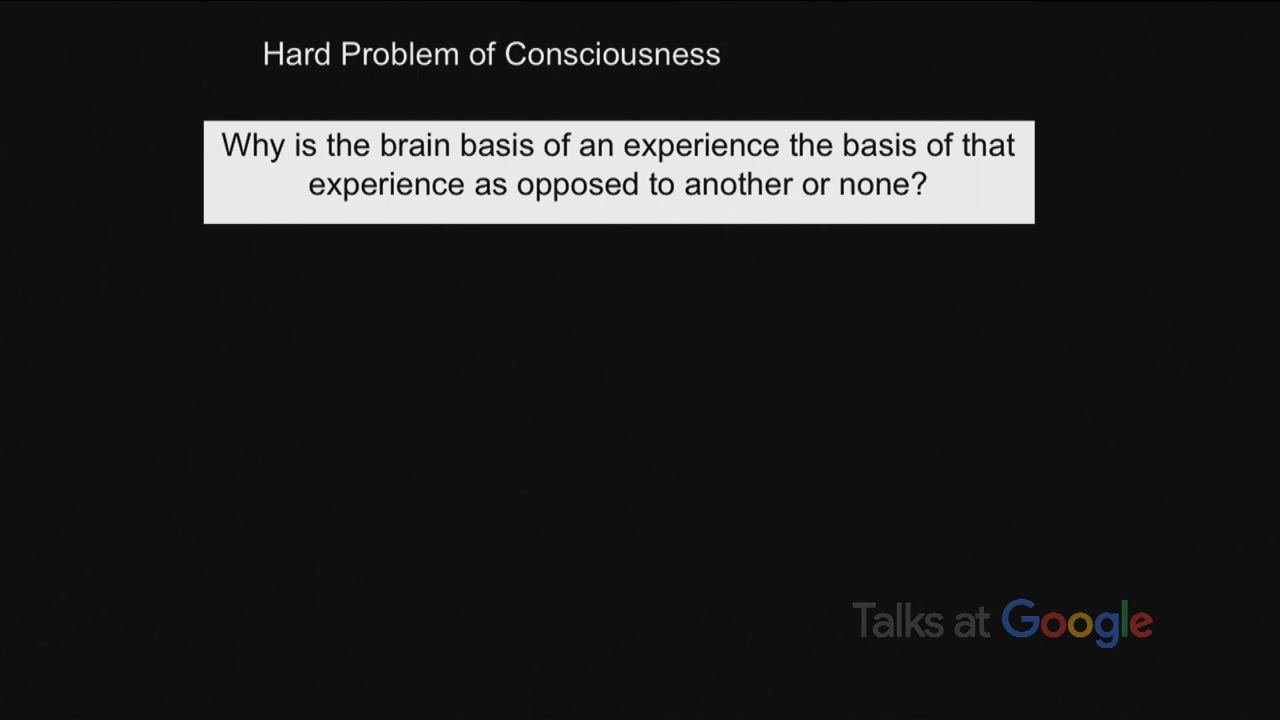 Hard Problem of Consciousness
Why is the brain basis of an experience the basis of that
experience as opposed to another or none?
Talks at Google